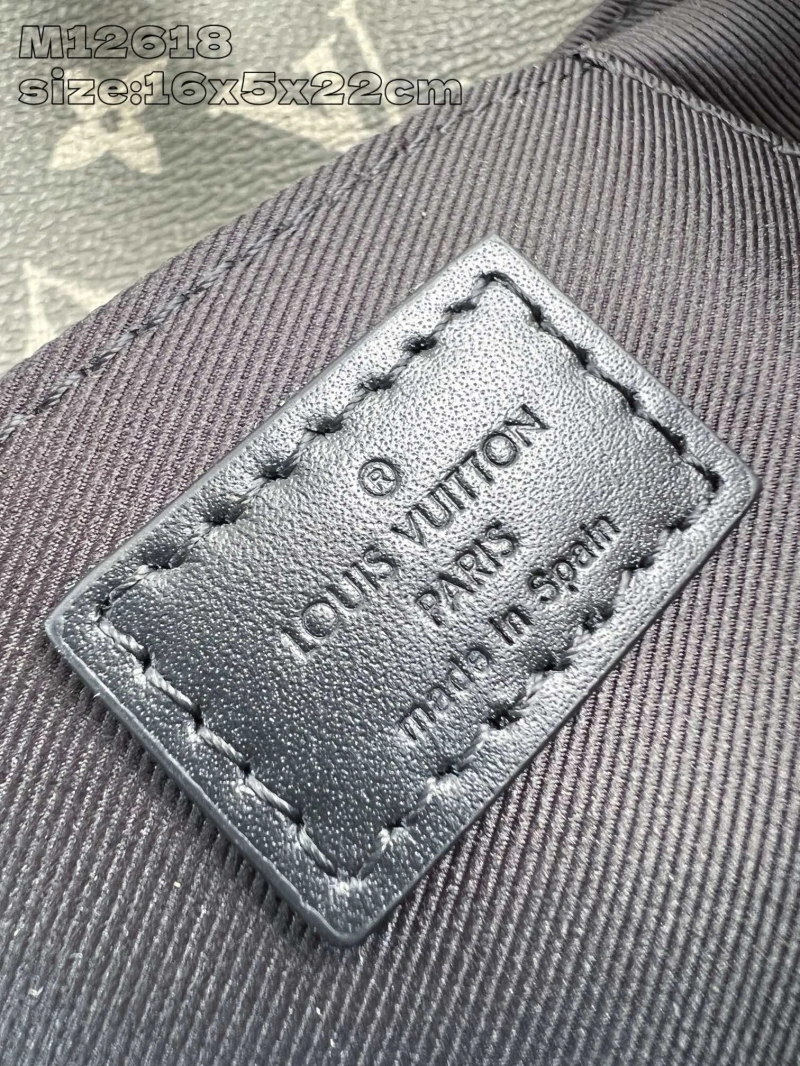 M12618
size:16x5x22cm
®
LOUIS VUITTON
PARIS
made in Spain